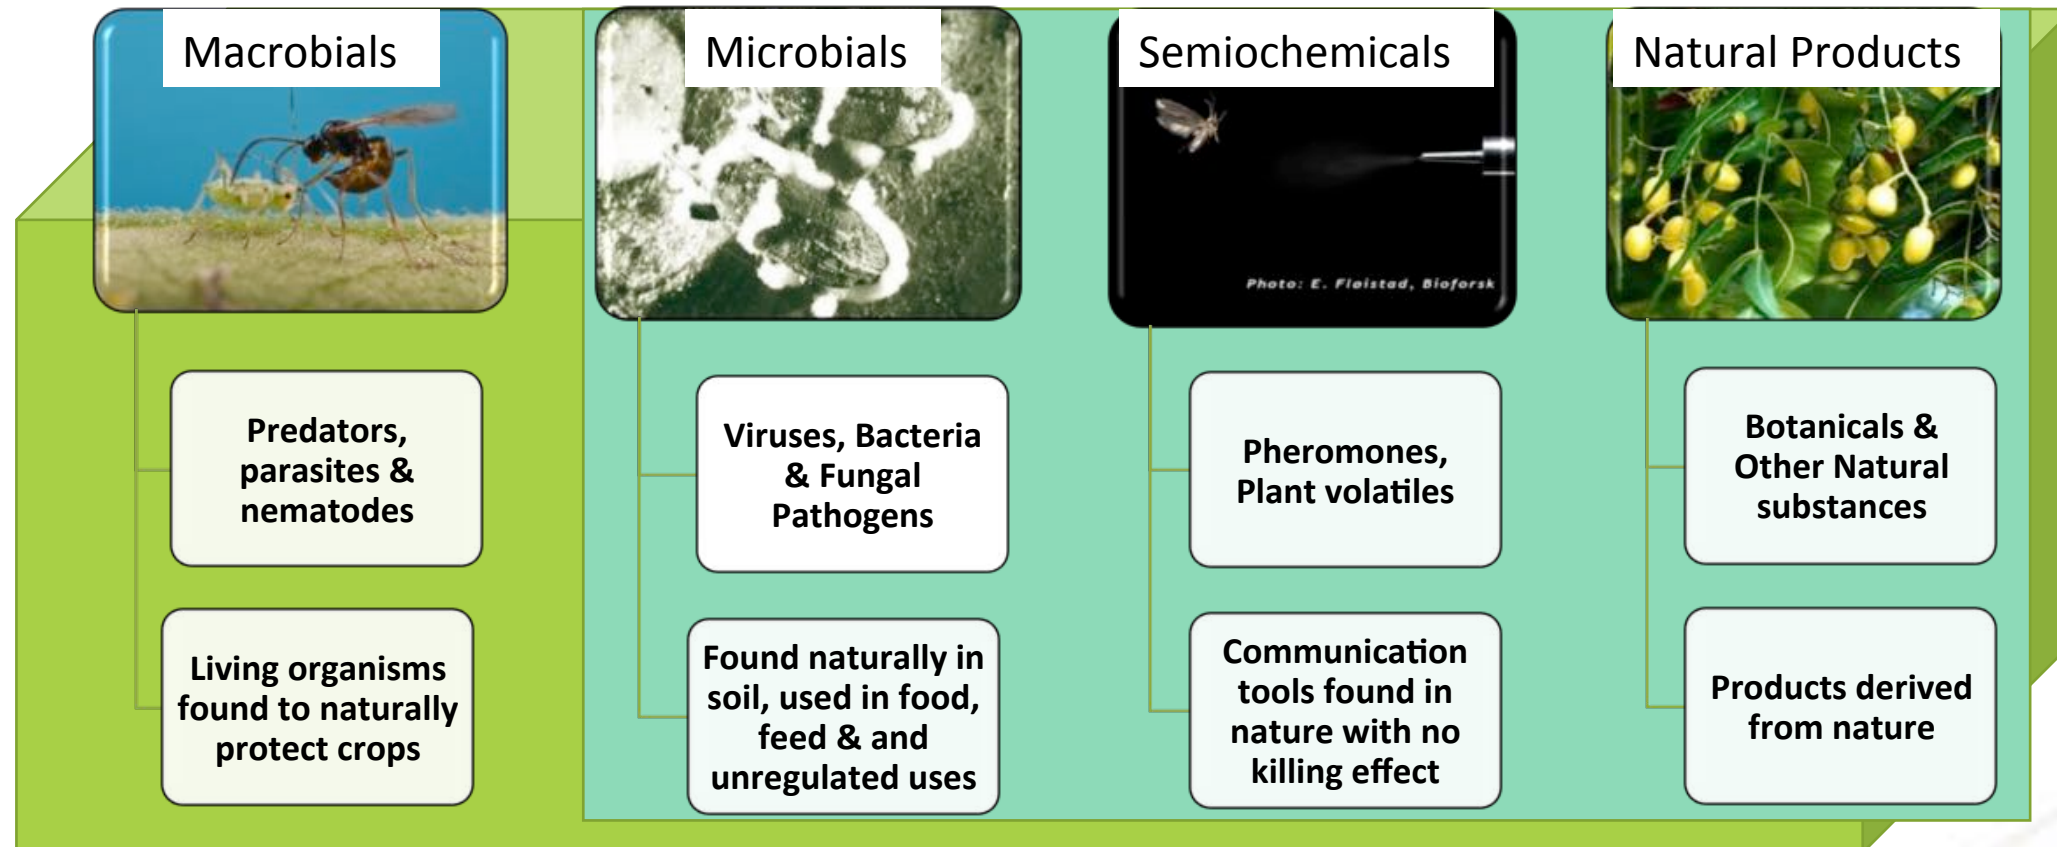 Macrobials
Microbials
Semiochemicals
Natural Products
Photo: E. Fløistad, Bioforsk
Predators,
parasites &
nematodes
Viruses, Bacteria
& Fungal
Pathogens
Pheromones,
Plant volatiles
Botanicals &
Other Natural
substances
Living organisms
found to naturally
protect crops
Found naturally in
soil, used in food,
feed & and
unregulated uses
Communication
tools found in
nature with no
killing effect
Products derived
from nature